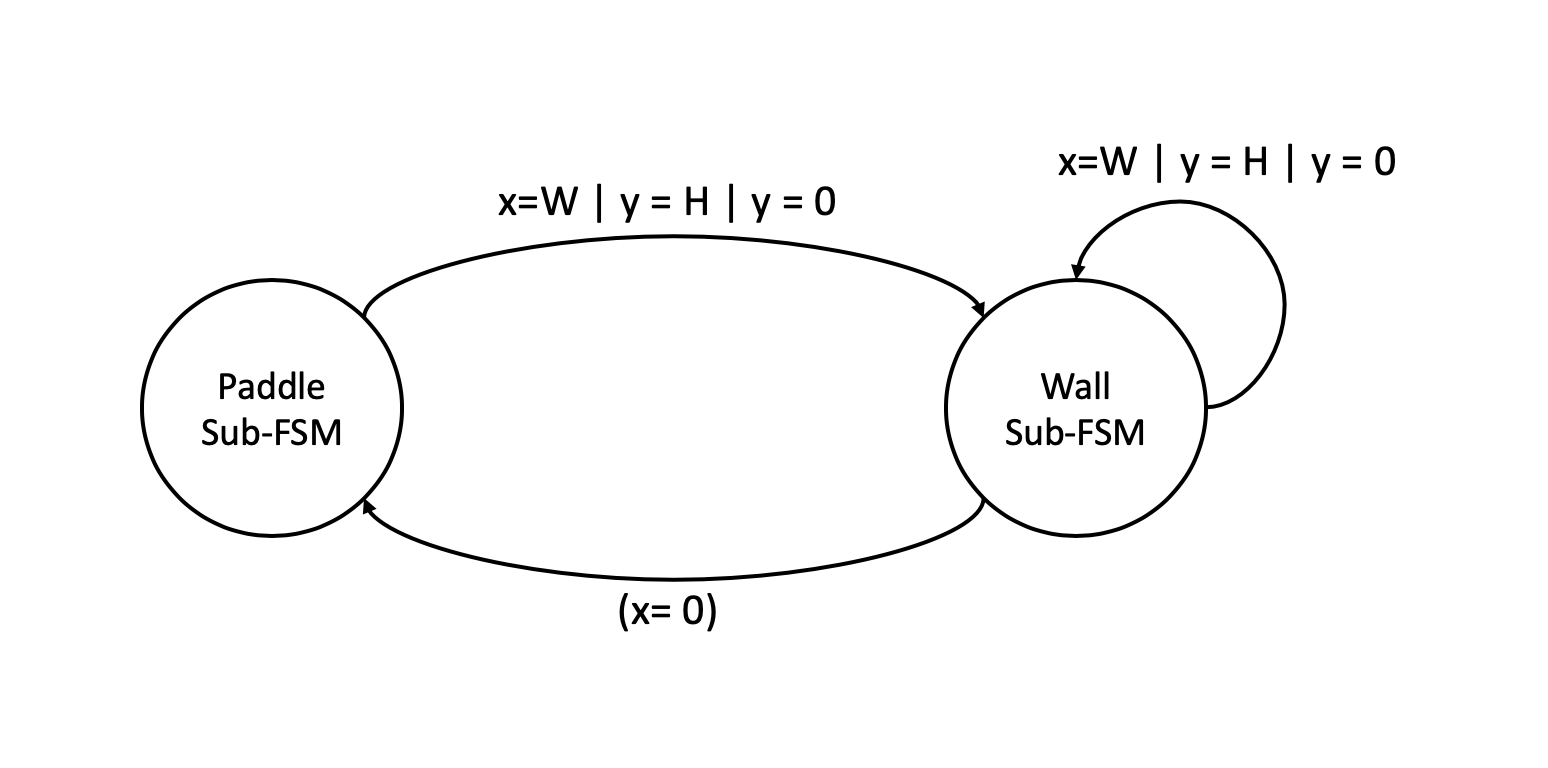 x=W | y = H | y = 0
x=W | y = H | y = 0
Paddle
Sub-FSM
Wall
Sub-FSM
(x= 0)